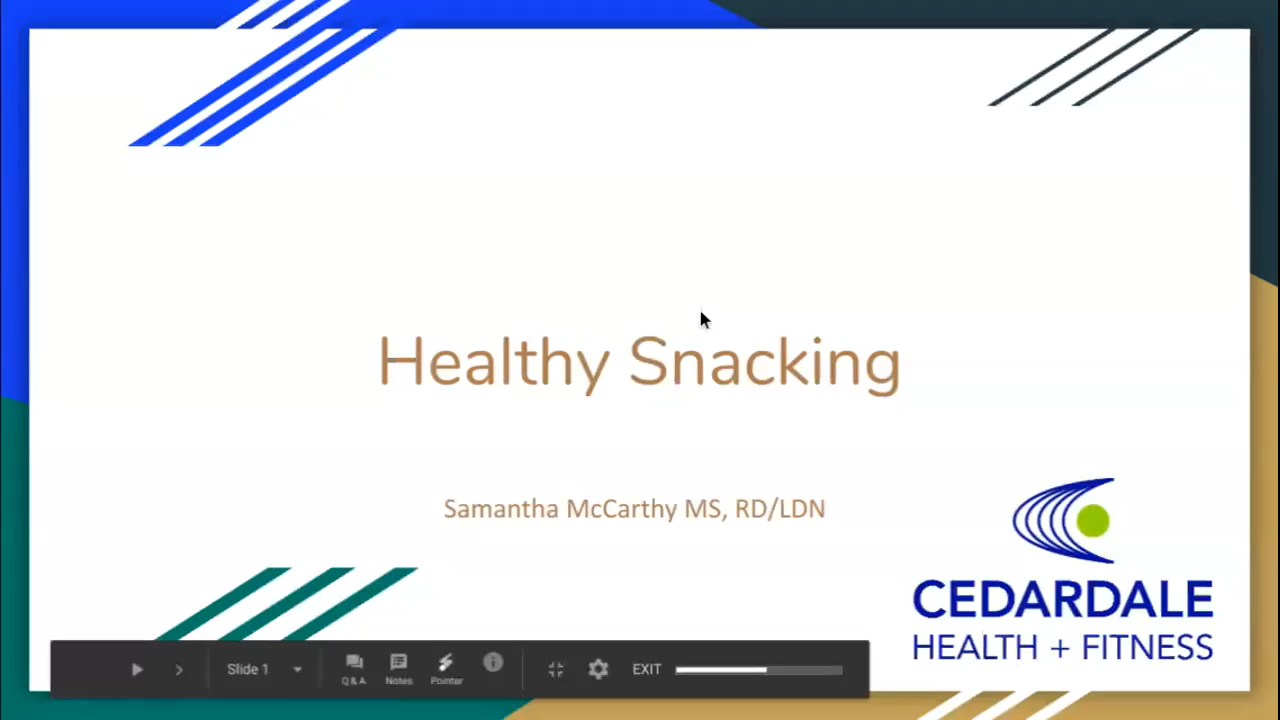 Healthy Snacking
Samantha McCarthy MS, RD/LDN
CEDARDALE
HEALTH + FITNESS
Slide 1
Q & A
Notes
Pointer
EXIT